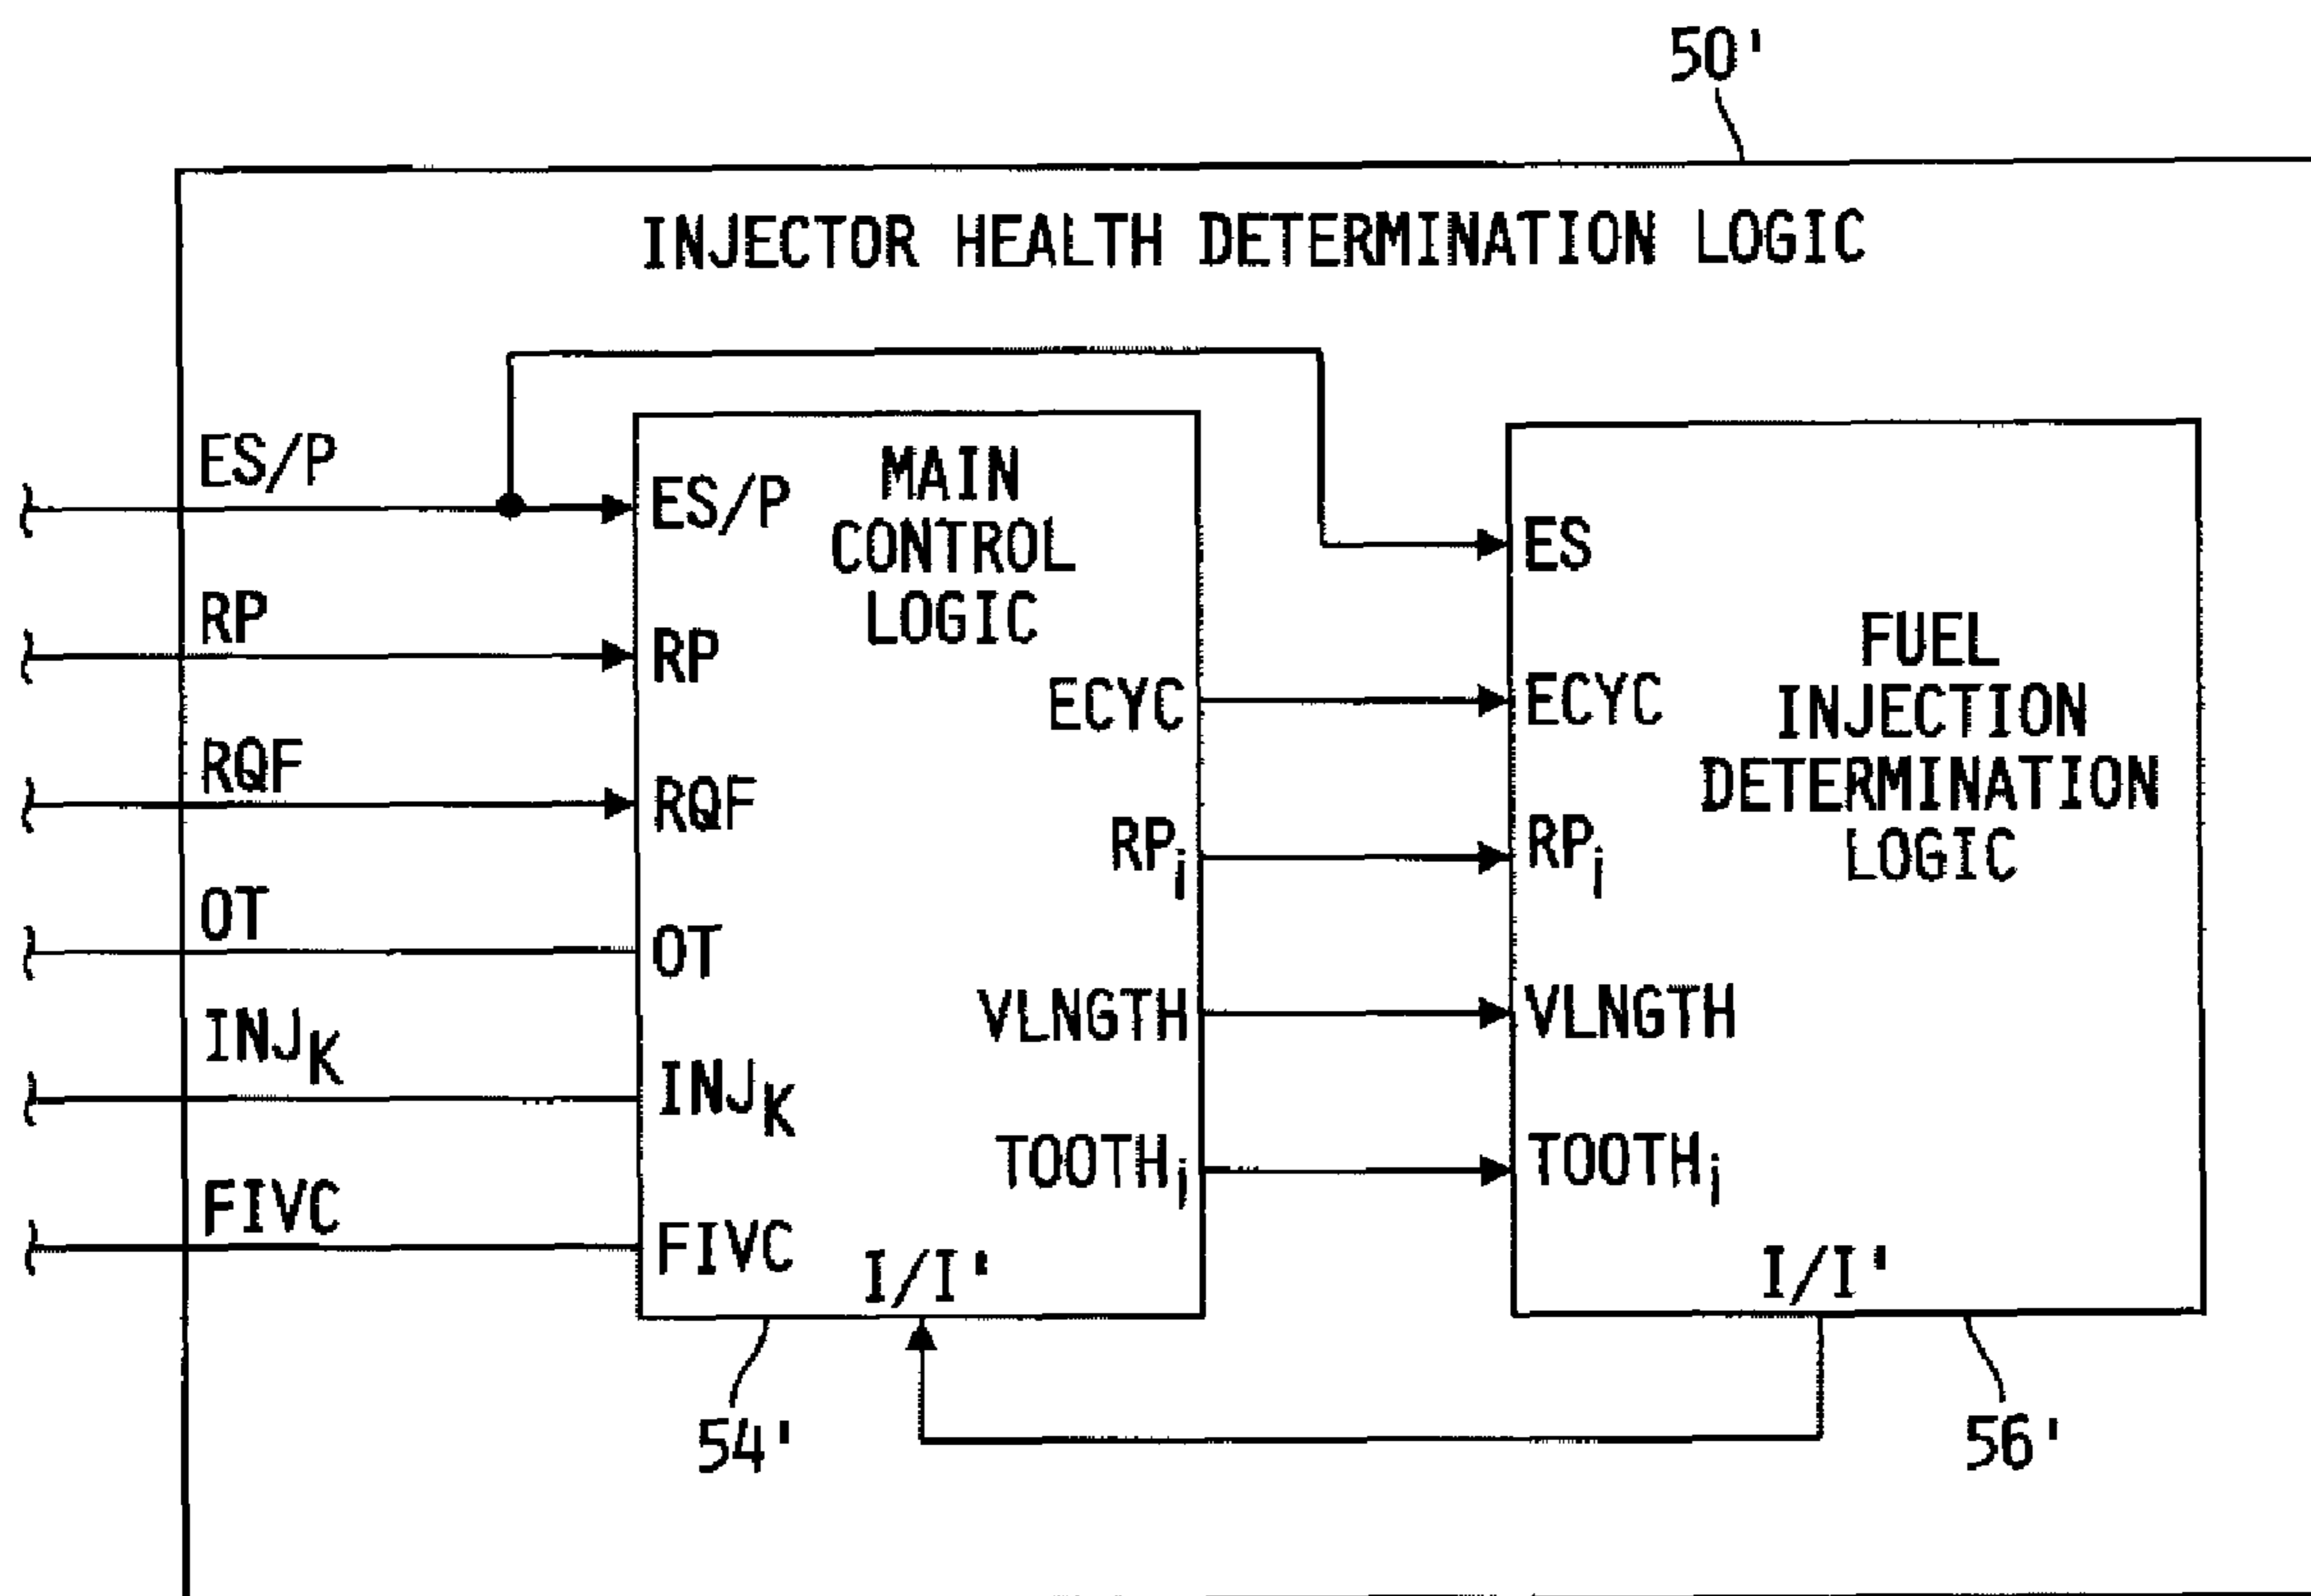 50'
INJECTOR HEALTH DETERMINATION LOGIC
ES/P
RP
RQF
OT
INJK
FIVC
ES/P
RP
RQF
OT
INJK
FIVC
MAIN
CONTROL
LOGIC
ECYC
RPi
VLNGTH
TOOTHi
I/I'
ES
ECYC
RPi
VLNGTH
TOOTHi
FUEL
INJECTION
DETERMINATION
LOGIC
I/I'
54'
56'